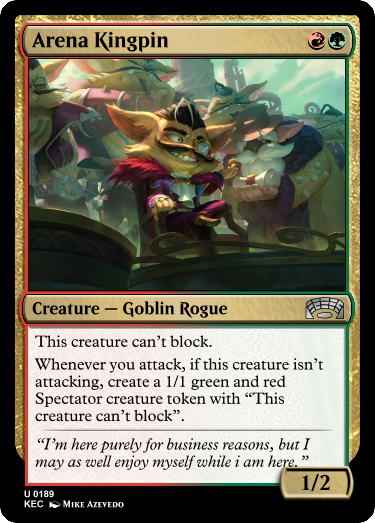 Arena Kingpin
Creature — Goblin Rogue
This creature can't block.
Whenever you attack, if this creature isn't
attacking, create a 1/1 green and red
Spectator creature token with “This
creature can't block”.
“I'm here purely for business reasons, but I
may as well enjoy myself while i am here.”
1/2
U 0189
KEC Mike Azevedo